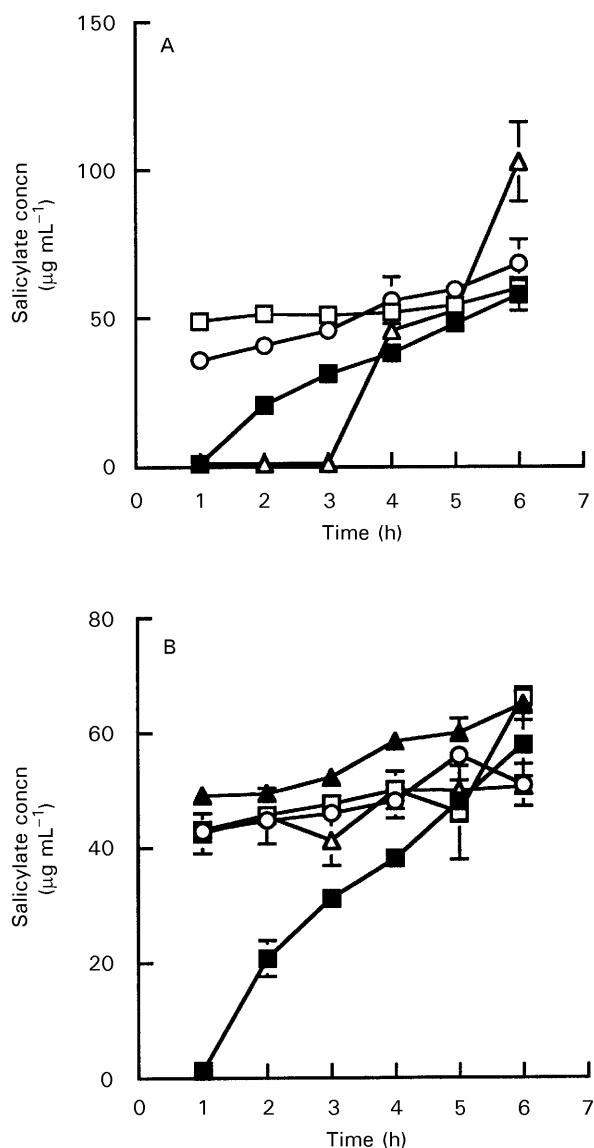 A
150
100
50
0
Salicylate concn
(μg mL⁻¹)
0 1 2 3 4 5 6 7
Time (h)
B
80
60
40
20
0
Salicylate concn
(μg mL⁻¹)
0 1 2 3 4 5 6 7
Time (h)